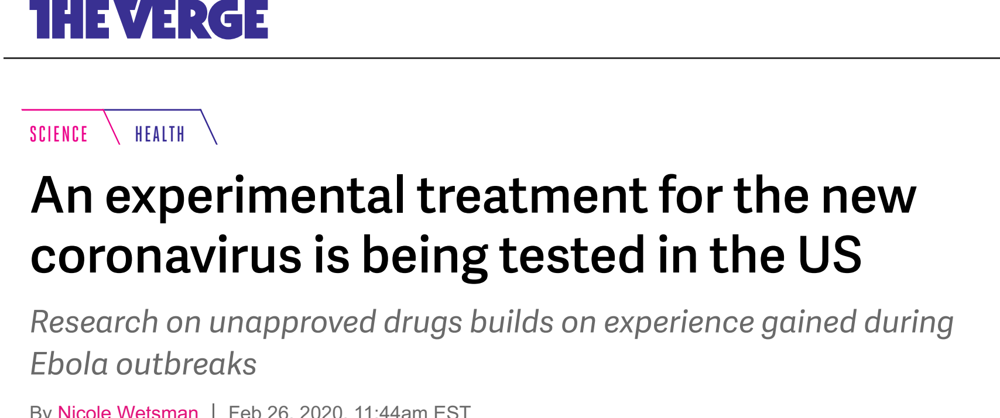 THE VERGE
SCIENCE HEALTH
An experimental treatment for the new
coronavirus is being tested in the US
Research on unapproved drugs builds on experience gained during
Ebola outbreaks
By Nicole Wetsman | Feb 26, 2020, 11:44am EST